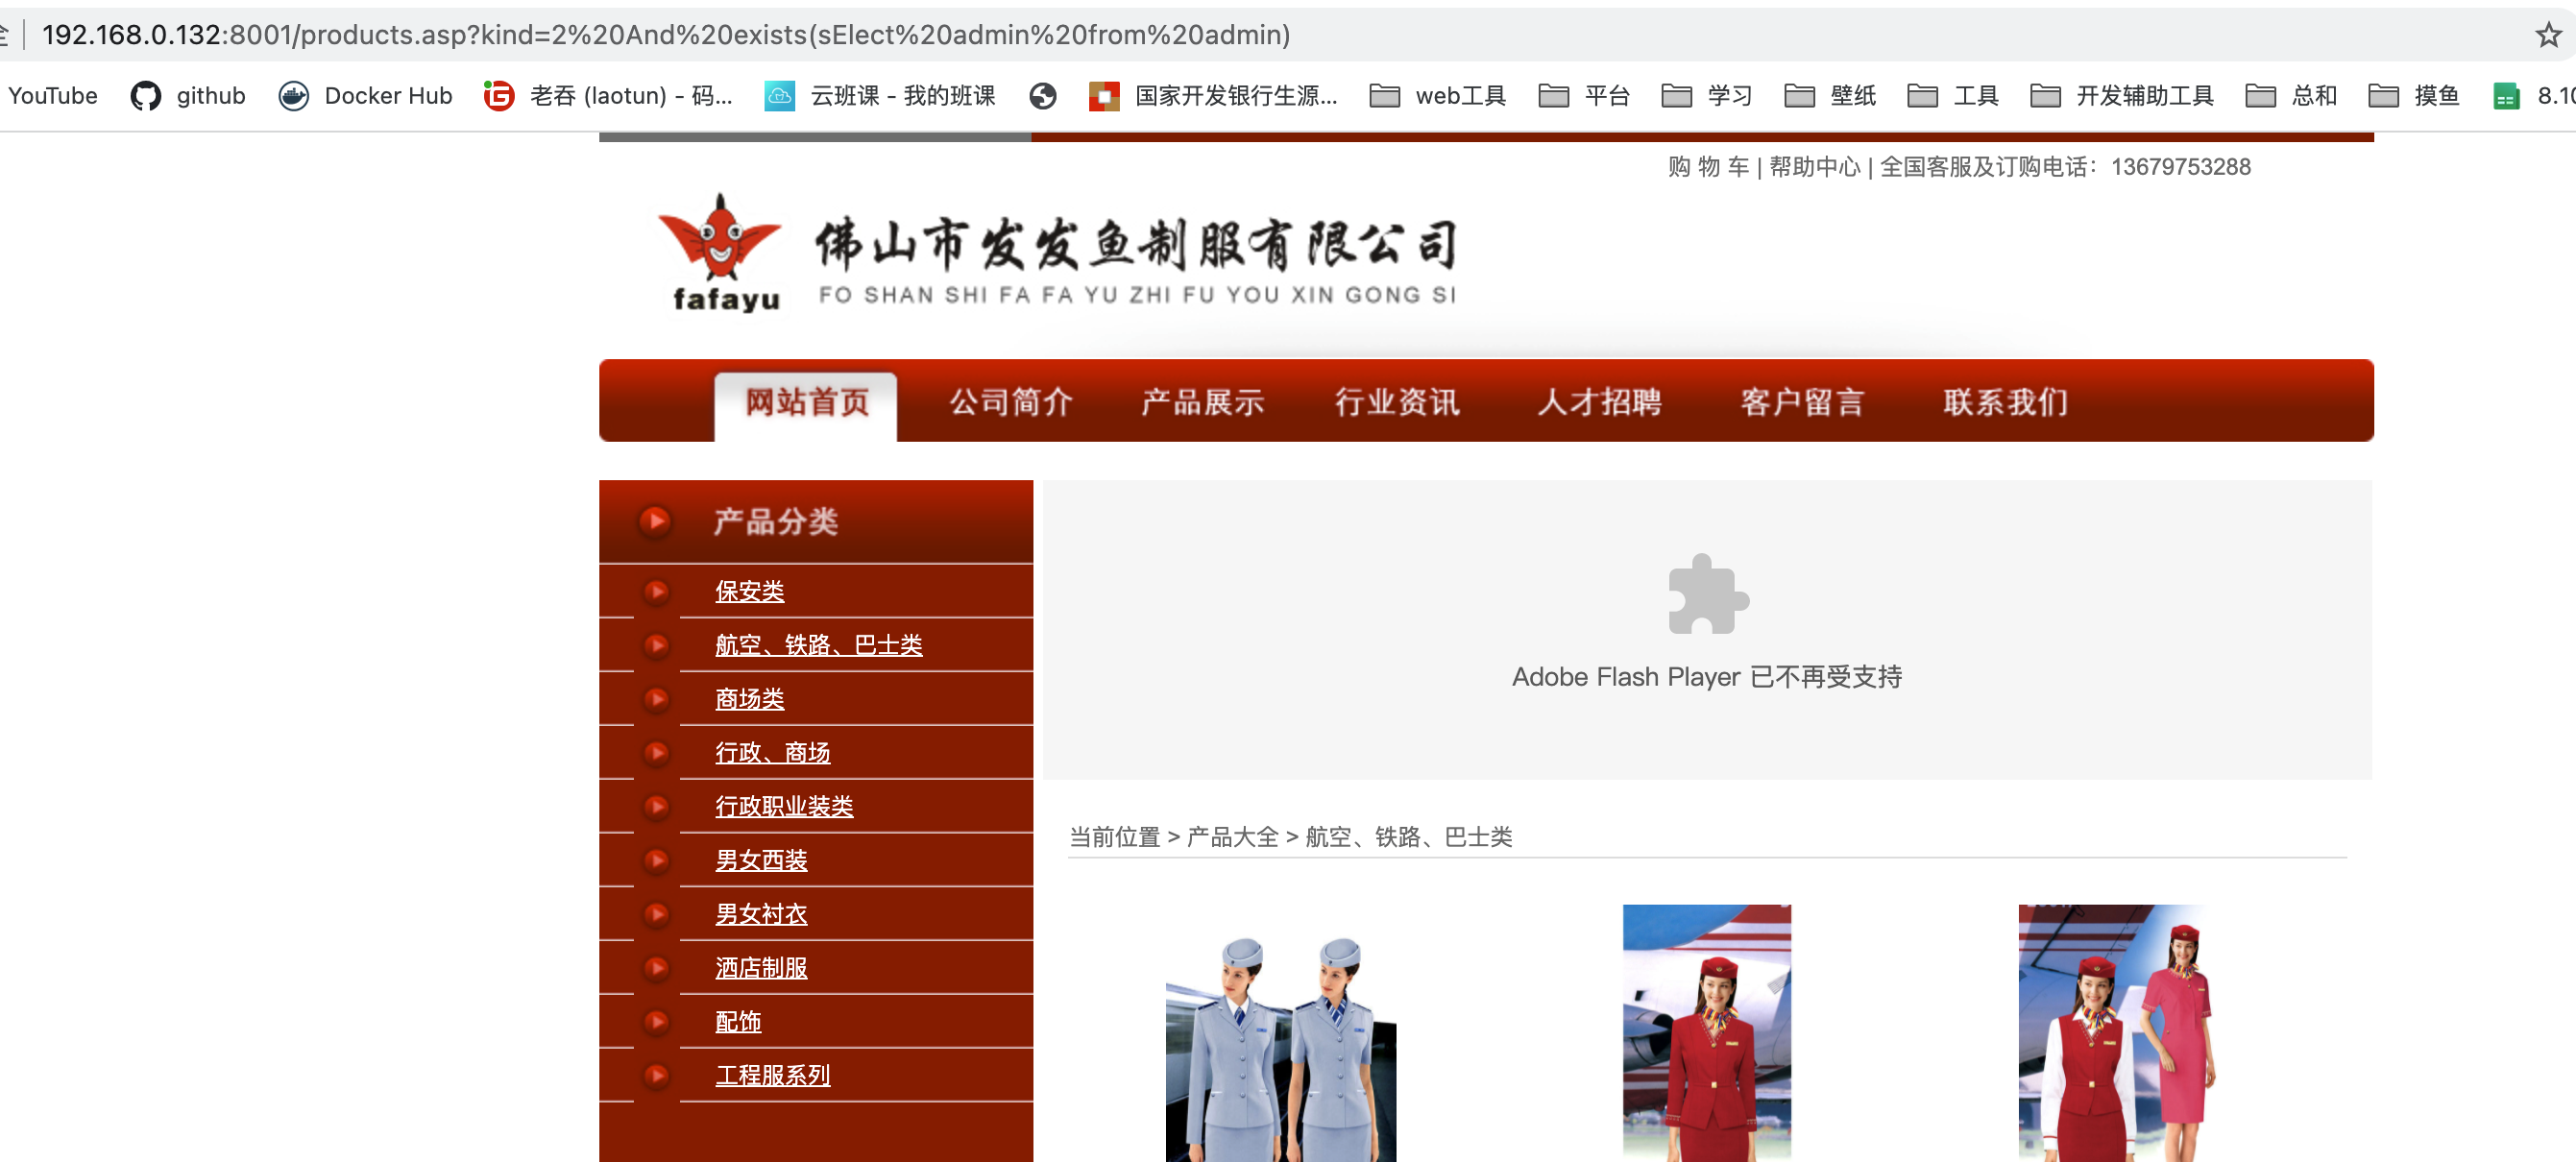 全 192.168.0.132:8001/products.asp?kind=2%20And%20exists(sElect%20admin%20from%20admin)
YouTube github Docker Hub 老吞 (laotun) - 码... 云班课 - 我的班课 国家开发银行生源... web工具 平台 学习 壁纸 工具 开发辅助工具 总和 摸鱼 8.10
购 物 车 | 帮助中心 | 全国客服及订购电话：13679753288
佛山市发发鱼制服有限公司
fafayu FO SHAN SHI FA FA YU ZHI FU YOU XIN GONG SI
网站首页 公司简介 产品展示 行业资讯 人才招聘 客户留言 联系我们
产品分类
保安类
航空、铁路、巴士类
商场类
行政、商场
行政职业装类
男女西装
男女衬衣
酒店制服
配饰
工程服系列
Adobe Flash Player 已不再受支持
当前位置 > 产品大全 > 航空、铁路、巴士类